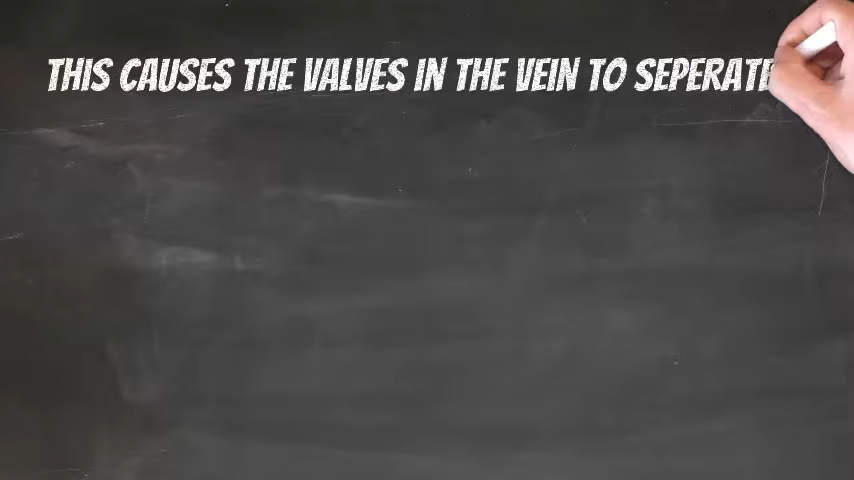 THIS CAUSES THE VALVES IN THE VEIN TO SEPERATE